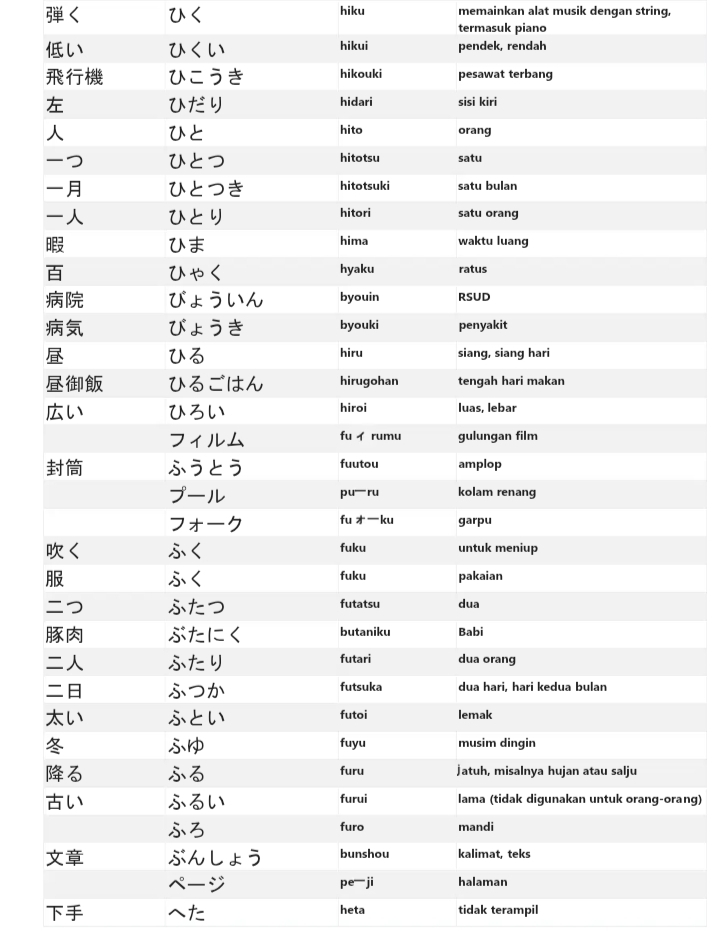 弾く ひく hiku memainkan alat musik dengan string,
termasuk piano
低い ひくい hikui pendek, rendah
飛行機 ひこうき hikouki pesawat terbang
左 ひだり hidari sisi kiri
人 ひと hito orang
一つ ひとつ hitotsu satu
一月 ひとつき hitotsuki satu bulan
一人 ひとり hitori satu orang
暇 ひま hima waktu luang
百 ひゃく hyaku ratus
病院 びょういん byouin RSUD
病気 びょうき byouki penyakit
昼 ひる hiru siang, siang hari
昼御飯 ひるごはん hirugohan tengah hari makan
広い ひろい hiroi luas, lebar
フィルム fu ィ rumu gulungan film
封筒 ふうとう fuutou amplop
プール puーru kolam renang
フォーク fu ォーku garpu
吹く ふく fuku untuk meniup
服 ふく fuku pakaian
二つ ふたつ futatsu dua
豚肉 ぶたにく butaniku Babi
二人 ふたり futari dua orang
二日 ふつか futsuka dua hari, hari kedua bulan
太い ふとい futoi lemak
冬 ふゆ fuyu musim dingin
降る ふる furu jatuh, misalnya hujan atau salju
古い ふるい furui lama (tidak digunakan untuk orang-orang)
ふろ furo mandi
文章 ぶんしょう bunshou kalimat, teks
ページ peーji halaman
下手 へた heta tidak terampil